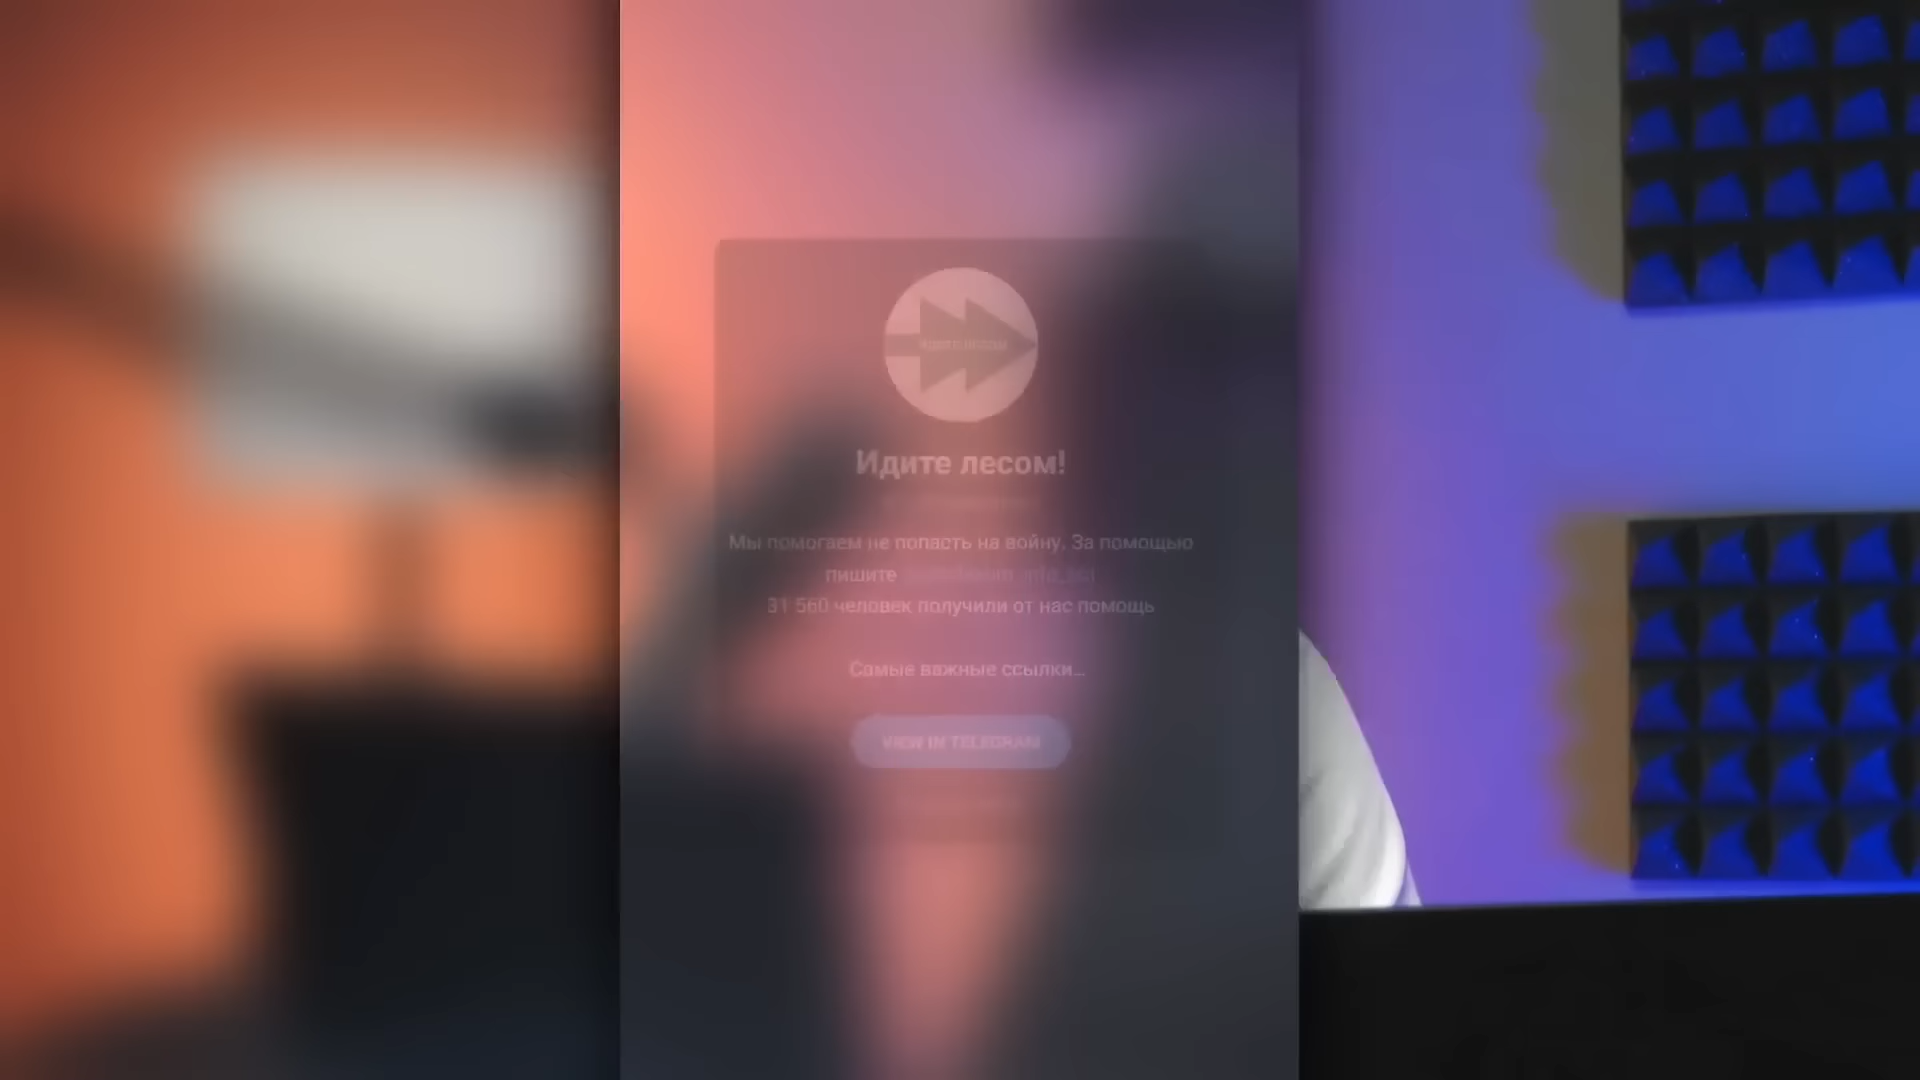 Идите лесом!
Мы помогаем не попасть на войну. За помощью
пишите
31 560 человек получили от нас помощь
Самые важные ссылки...
VIEW IN TELEGRAM